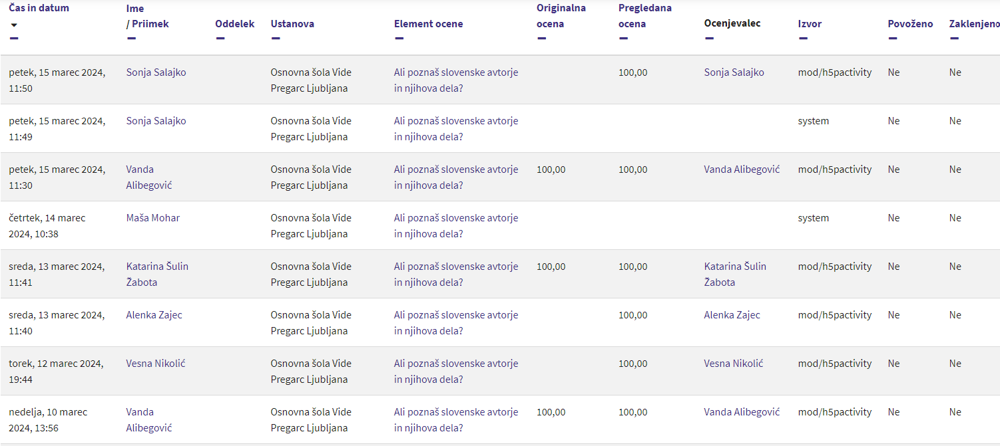 Čas in datum
Ime
/ Priimek
Oddelek
Ustanova
Element ocene
Originalna
ocena
Pregledana
ocena
Ocenjevalec
Izvor
Povoženo
Zaklenjeno
petek, 15 marec 2024,
11:50
Sonja Salajko
Osnovna šola Vide
Pregarc Ljubljana
Ali poznaš slovenske avtorje
in njihova dela?
100,00
Sonja Salajko
mod/h5pactivity
Ne
Ne
petek, 15 marec 2024,
11:49
Sonja Salajko
Osnovna šola Vide
Pregarc Ljubljana
Ali poznaš slovenske avtorje
in njihova dela?
system
Ne
Ne
petek, 15 marec 2024,
11:30
Vanda
Alibegović
Osnovna šola Vide
Pregarc Ljubljana
Ali poznaš slovenske avtorje
in njihova dela?
100,00
100,00
Vanda Alibegović
mod/h5pactivity
Ne
Ne
četrtek, 14 marec
2024, 10:38
Maša Mohar
Osnovna šola Vide
Pregarc Ljubljana
Ali poznaš slovenske avtorje
in njihova dela?
system
Ne
Ne
sreda, 13 marec 2024,
11:41
Katarina Šulin
Žabota
Osnovna šola Vide
Pregarc Ljubljana
Ali poznaš slovenske avtorje
in njihova dela?
100,00
100,00
Katarina Šulin
Žabota
mod/h5pactivity
Ne
Ne
sreda, 13 marec 2024,
11:40
Alenka Zajec
Osnovna šola Vide
Pregarc Ljubljana
Ali poznaš slovenske avtorje
in njihova dela?
100,00
Alenka Zajec
mod/h5pactivity
Ne
Ne
torek, 12 marec 2024,
19:44
Vesna Nikolić
Osnovna šola Vide
Pregarc Ljubljana
Ali poznaš slovenske avtorje
in njihova dela?
100,00
Vesna Nikolić
mod/h5pactivity
Ne
Ne
nedelja, 10 marec
2024, 13:56
Vanda
Alibegović
Osnovna šola Vide
Pregarc Ljubljana
Ali poznaš slovenske avtorje
in njihova dela?
100,00
100,00
Vanda Alibegović
mod/h5pactivity
Ne
Ne